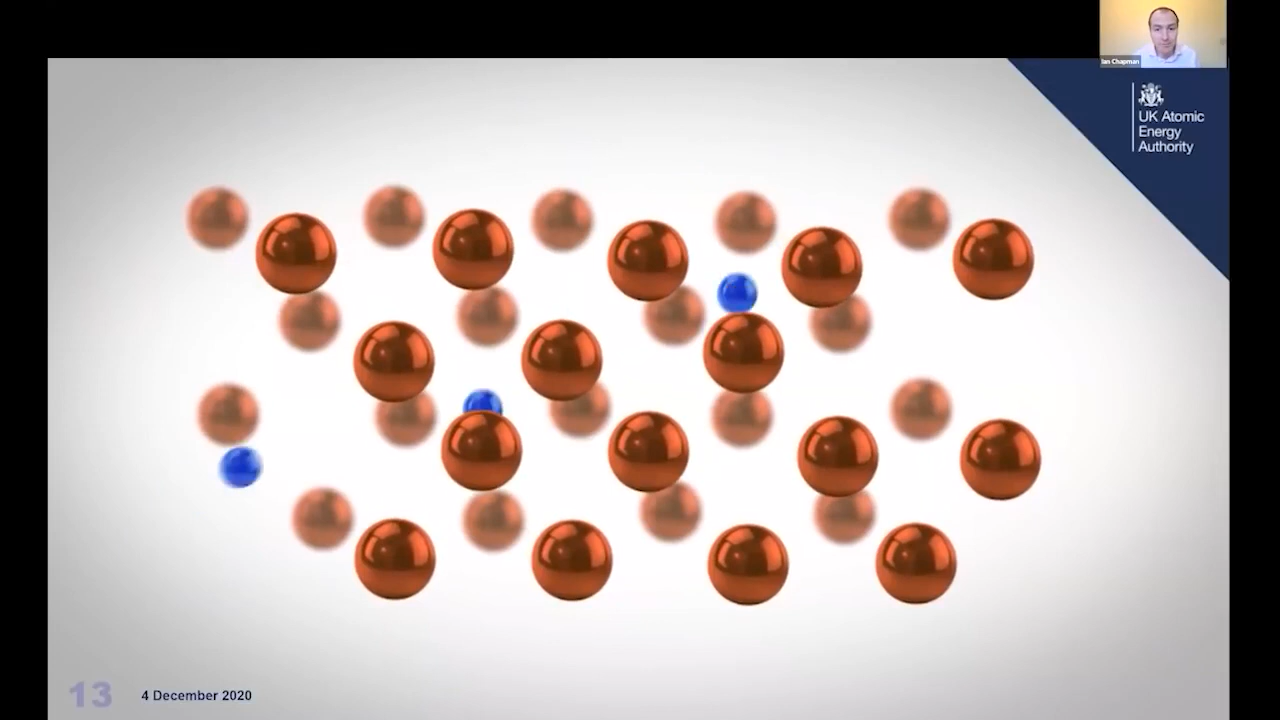 Ian Chapman
UK Atomic
Energy
Authority
13
4 December 2020